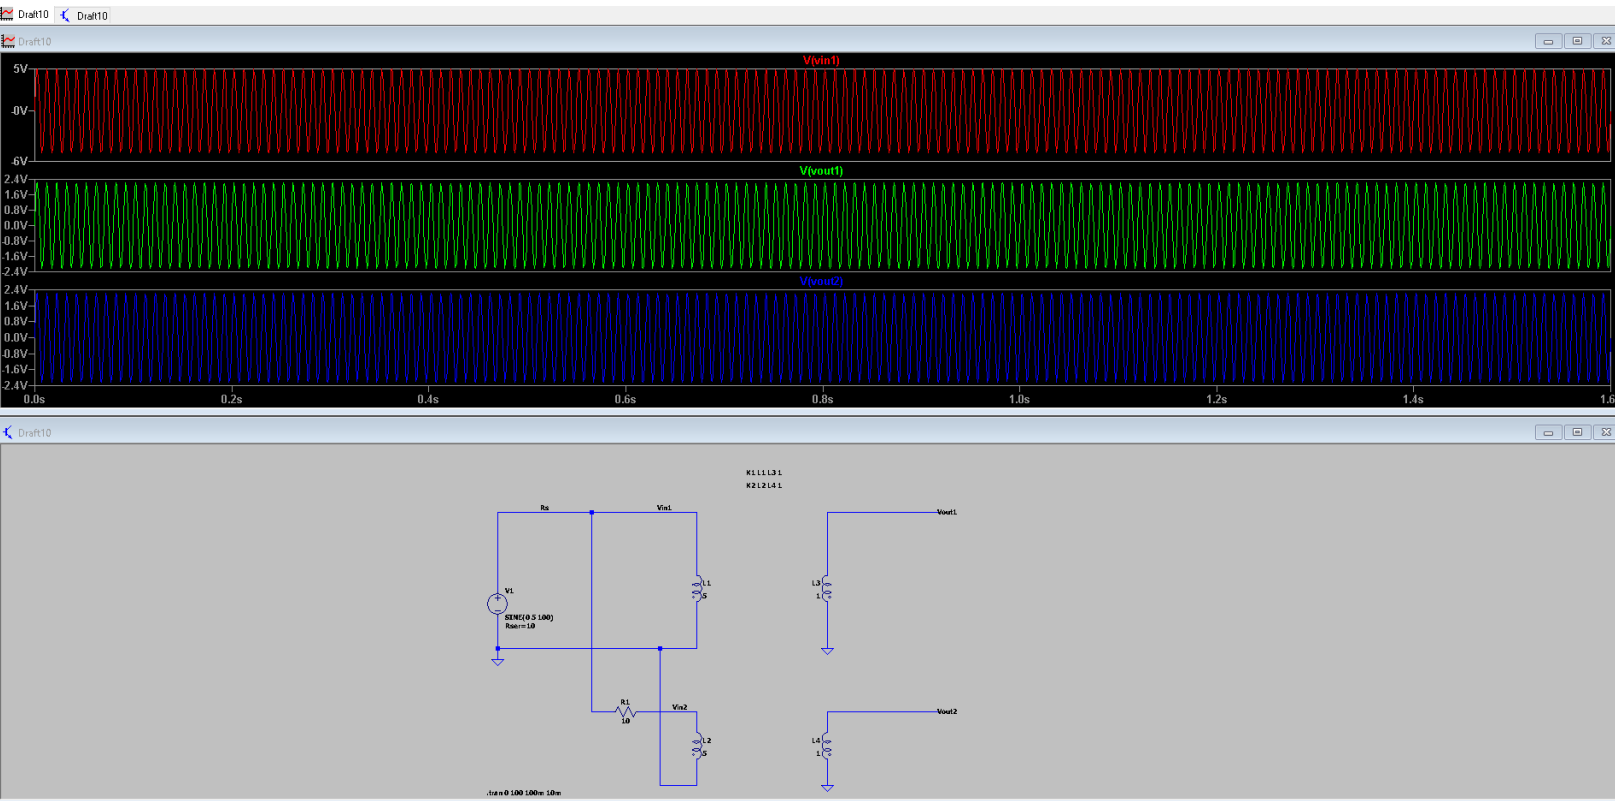 Draft10 Draft10
Draft10
V(vin1)
5V
-0V
-6V
V(vout1)
2.4V
1.6V
0.8V
0.0V
-0.8V
-1.6V
-2.4V
V(vout2)
2.4V
1.6V
0.8V
0.0V
-0.8V
-1.6V
-2.4V
0.0s 0.2s 0.4s 0.6s 0.8s 1.0s 1.2s 1.4s 1.6
Draft10
K1 L1 L3 1
K2 L2 L4 1
Rs Vin1 Vout1
L1 L3
5 1
V1
SINE(0 5 100)
Rser=10
R1 Vin2 Vout2
10
L2 L4
5 1
.tran 0 100 100m 10m